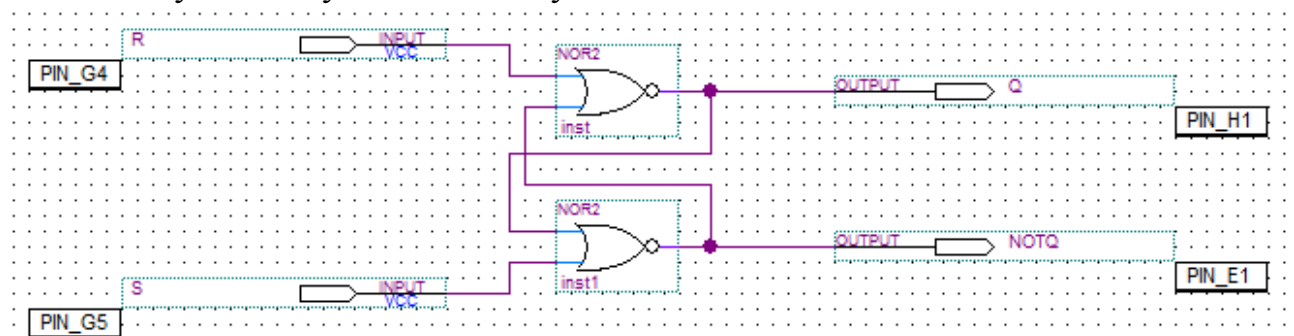 R
INPUT
VCC
PIN_G4
NOR2
inst
OUTPUT
Q
PIN_H1
NOR2
inst1
OUTPUT
NOTQ
PIN_E1
S
INPUT
VCC
PIN_G5